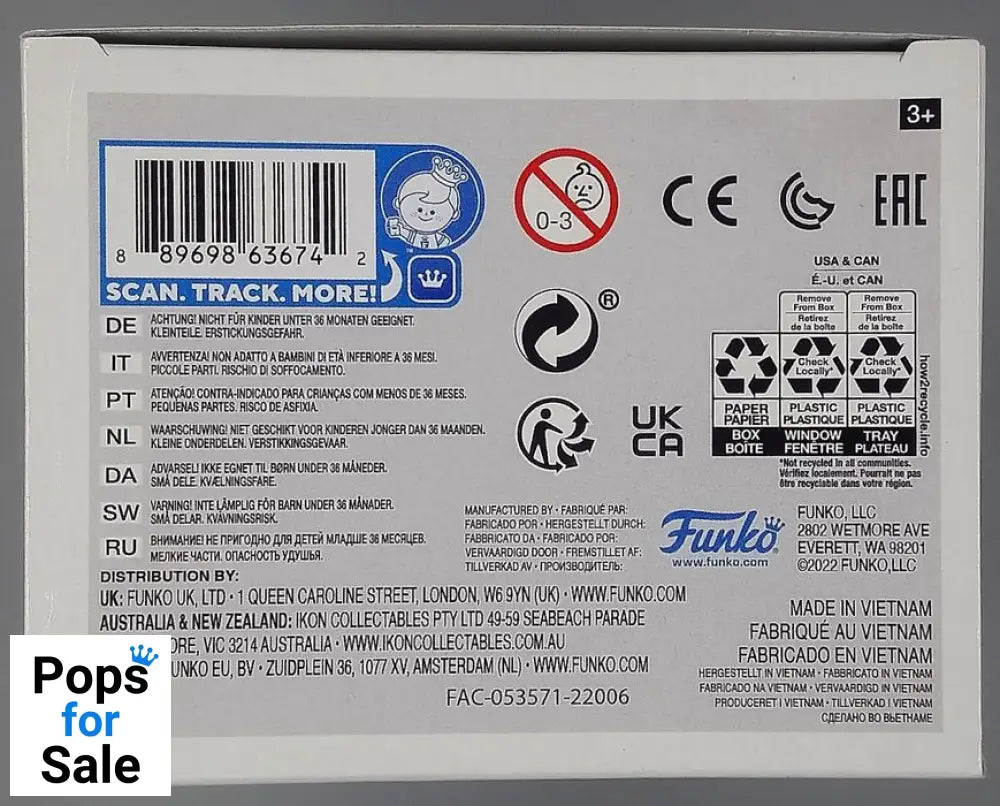 3+
8 89698 63674 2
SCAN. TRACK. MORE!
™
0-3
CE
EAC
DE ACHTUNG! NICHT FÜR KINDER UNTER 36 MONATEN GEEIGNET.
KLEINTEILE. ERSTICKUNGSGEFAHR.
IT AVVERTENZA! NON ADATTO A BAMBINI DI ETÀ INFERIORE A 36 MESI.
PICCOLE PARTI. RISCHIO DI SOFFOCAMENTO.
PT ATENÇÃO! CONTRA-INDICADO PARA CRIANÇAS COM MENOS DE 36 MESES.
PEQUENAS PARTES. RISCO DE ASFIXIA.
NL WAARSCHUWING! NIET GESCHIKT VOOR KINDEREN JONGER DAN 36 MAANDEN.
KLEINE ONDERDELEN. VERSTIKKINGSGEVAAR.
DA ADVARSEL! IKKE EGNET TIL BØRN UNDER 36 MÅNEDER.
SMÅ DELE. KVÆLNINGSFARE.
SW VARNING! INTE LÄMPLIG FÖR BARN UNDER 36 MÅNADER.
SMÅ DELAR. KVÄVNINGSRISK.
RU ВНИМАНИЕ! НЕ ПРИГОДНО ДЛЯ ДЕТЕЙ МЛАДШЕ 36 МЕСЯЦЕВ.
МЕЛКИЕ ЧАСТИ. ОПАСНОСТЬ УДУШЬЯ.
®
UK
CA
USA & CAN
É.-U. et CAN
Remove From Box Retirez de la boîte
Remove From Box Retirez de la boîte
Check Locally*
Check Locally*
PAPER PAPIER
PLASTIC PLASTIQUE
PLASTIC PLASTIQUE
BOX BOÎTE
WINDOW FENÊTRE
TRAY PLATEAU
how2recycle.info
*Not recycled in all communities.
Vérifiez localement. Pourrait ne pas
être recyclable dans votre région.
MANUFACTURED BY • FABRIQUÉ PAR:
FABRICADO POR • HERGESTELLT DURCH:
FABBRICATO DA • FABRICADO POR:
VERVAARDIGD DOOR • FREMSTILLET AF:
TILLVERKAD AV • ПРОИЗВОДИТЕЛЬ:
Funko
www.funko.com
FUNKO, LLC
2802 WETMORE AVE
EVERETT, WA 98201
©2022 FUNKO,LLC
DISTRIBUTION BY:
UK: FUNKO UK, LTD • 1 QUEEN CAROLINE STREET, LONDON, W6 9YN (UK) • WWW.FUNKO.COM
AUSTRALIA & NEW ZEALAND: IKON COLLECTABLES PTY LTD 49-59 SEABEACH PARADE
ORE, VIC 3214 AUSTRALIA • WWW.IKONCOLLECTABLES.COM.AU
UNKO EU, BV • ZUIDPLEIN 36, 1077 XV, AMSTERDAM (NL) • WWW.FUNKO.COM
FAC-053571-22006
MADE IN VIETNAM
FABRIQUÉ AU VIETNAM
FABRICADO EN VIETNAM
HERGESTELLT IN VIETNAM • FABBRICATO IN VIETNAM
FABRICADO NA VIETNAM • VERVAARDIGD IN VIETNAM
PRODUCERET I VIETNAM • TILLVERKAD I VIETNAM
СДЕЛАНО ВО ВЬЕТНАМЕ
Pops
for
Sale